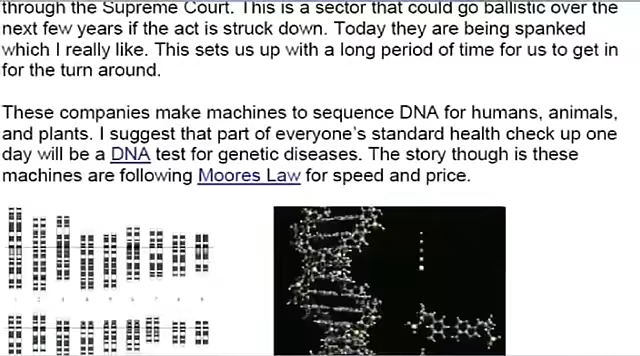 through the Supreme Court. This is a sector that could go ballistic over the
next few years if the act is struck down. Today they are being spanked
which I really like. This sets us up with a long period of time for us to get in
for the turn around.
These companies make machines to sequence DNA for humans, animals,
and plants. I suggest that part of everyone's standard health check up one
day will be a DNA test for genetic diseases. The story though is these
machines are following Moores Law for speed and price.